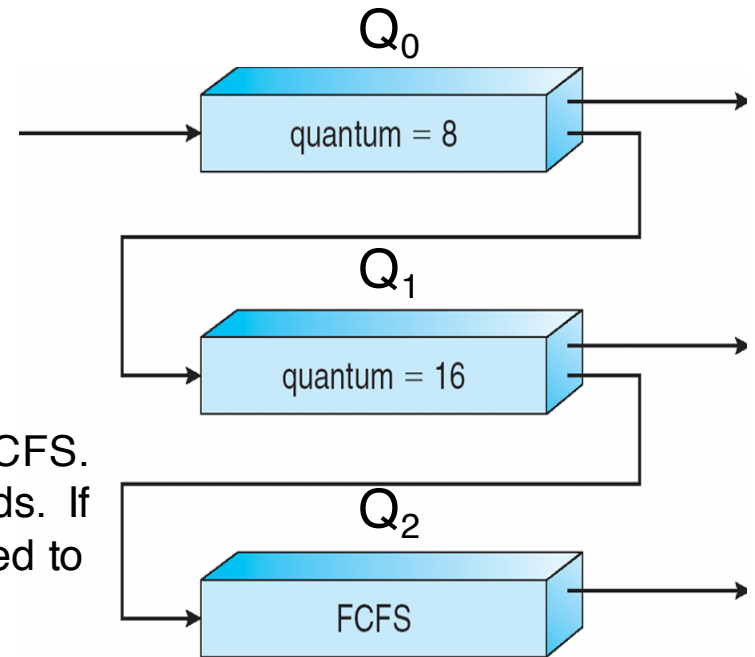 Q₀
quantum = 8
Q₁
quantum = 16
CFS.
ds. If
ed to
Q₂
FCFS